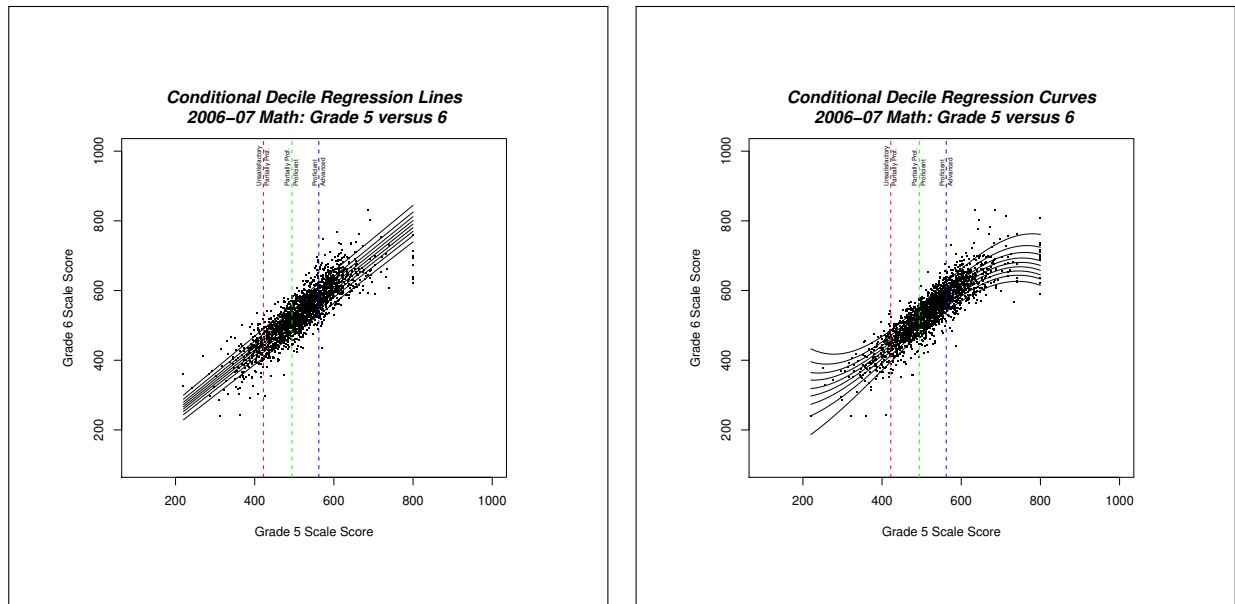 Conditional Decile Regression Lines
2006−07 Math: Grade 5 versus 6
1000
800
600
400
200
Grade 6 Scale Score
Unsatisfactory
Partially Prof.
Partially Prof.
Proficient
Proficient
Advanced
200 400 600 800 1000
Grade 5 Scale Score
Conditional Decile Regression Curves
2006−07 Math: Grade 5 versus 6
1000
800
600
400
200
Grade 6 Scale Score
Unsatisfactory
Partially Prof.
Partially Prof.
Proficient
Proficient
Advanced
200 400 600 800 1000
Grade 5 Scale Score